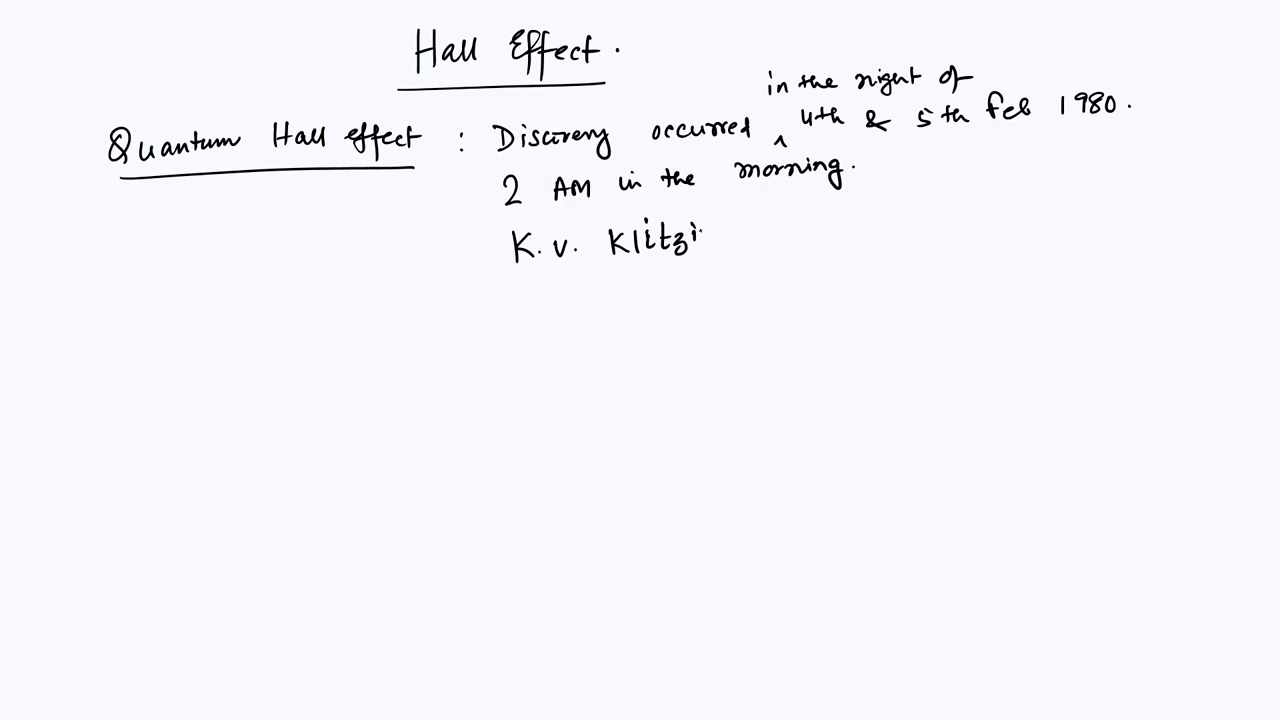 Hall Effect.
Quantum Hall effect : Discovery occurred in the night of 4th & 5th Feb 1980.
2 AM in the morning.
K. v. Klitzi